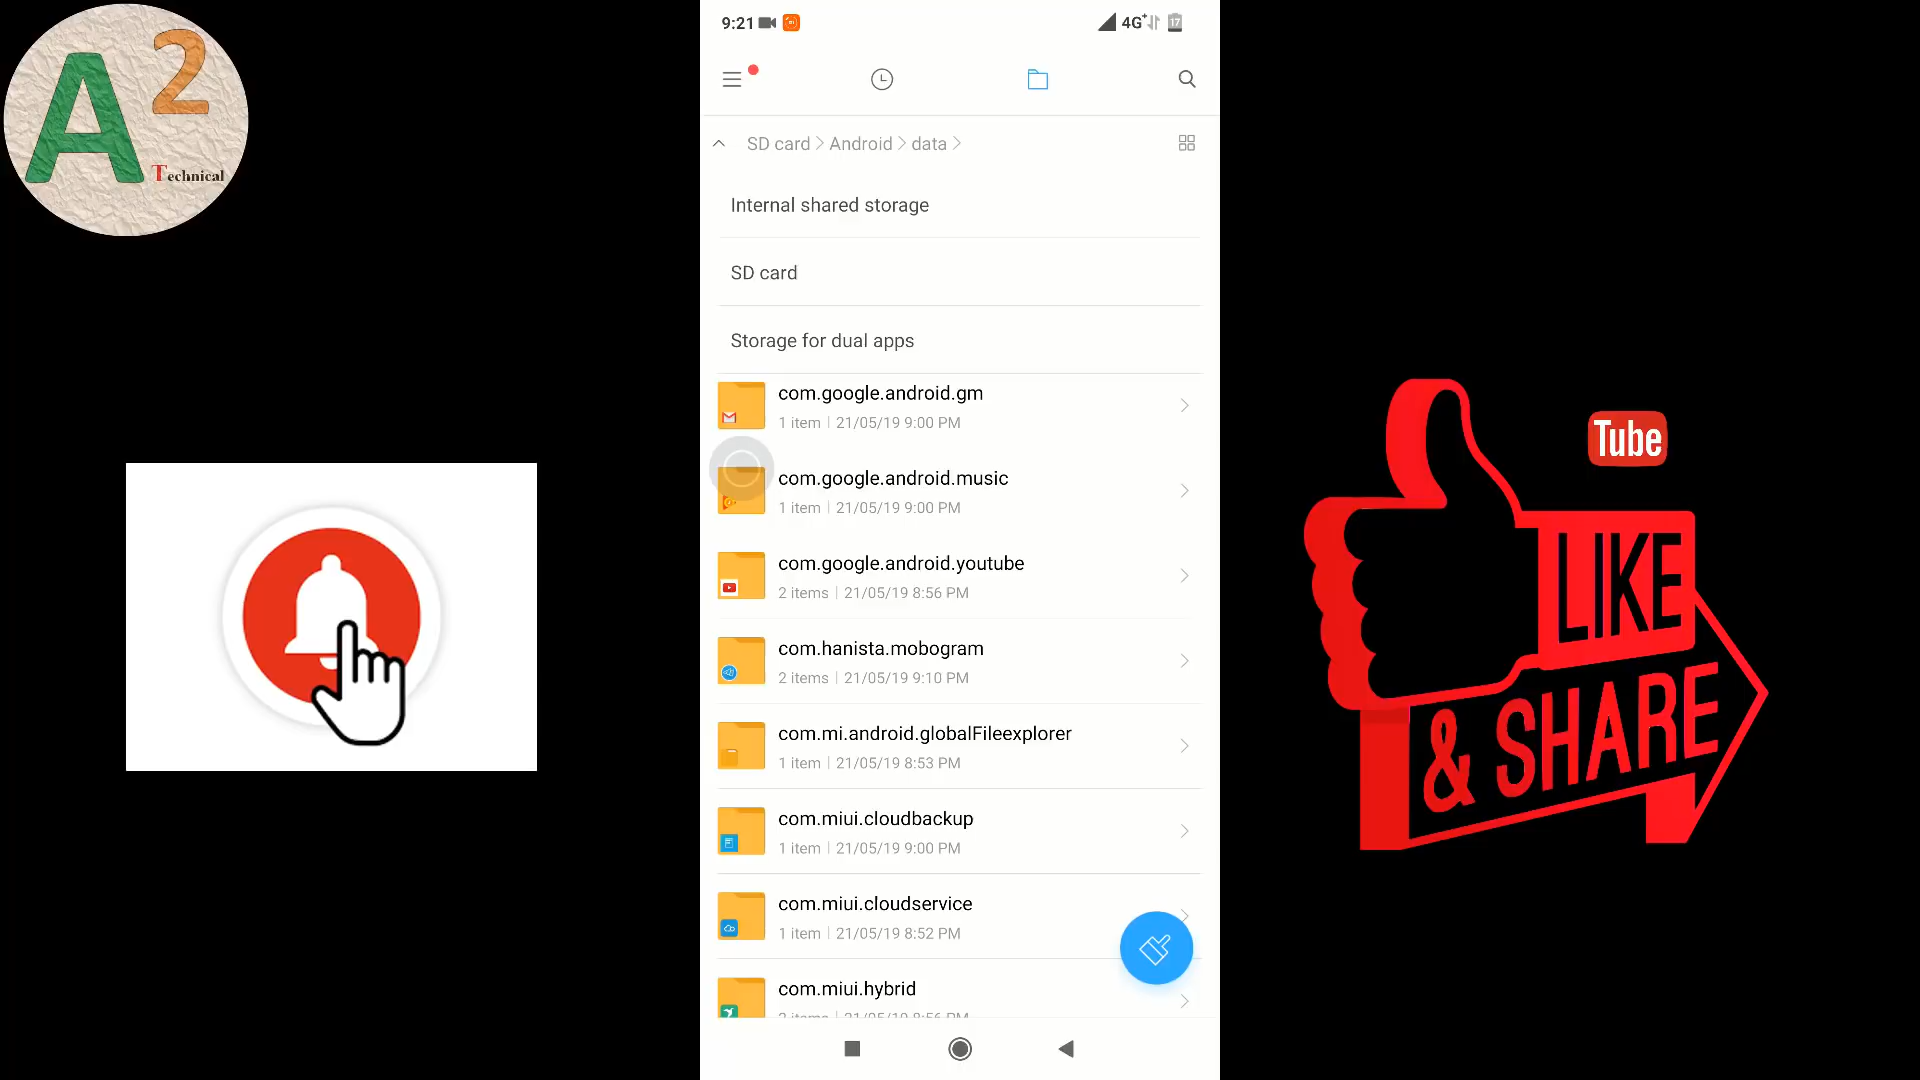 A2
Technical
9:21
4G+
17
SD card
Android
data
Internal shared storage
SD card
Storage for dual apps
com.google.android.gm
1 item | 21/05/19 9:00 PM
com.google.android.music
1 item | 21/05/19 9:00 PM
com.google.android.youtube
2 items | 21/05/19 8:56 PM
com.hanista.mobogram
2 items | 21/05/19 9:10 PM
com.mi.android.globalFileexplorer
1 item | 21/05/19 8:53 PM
com.miui.cloudbackup
1 item | 21/05/19 9:00 PM
com.miui.cloudservice
1 item | 21/05/19 8:52 PM
com.miui.hybrid
Tube
LIKE
& SHARE